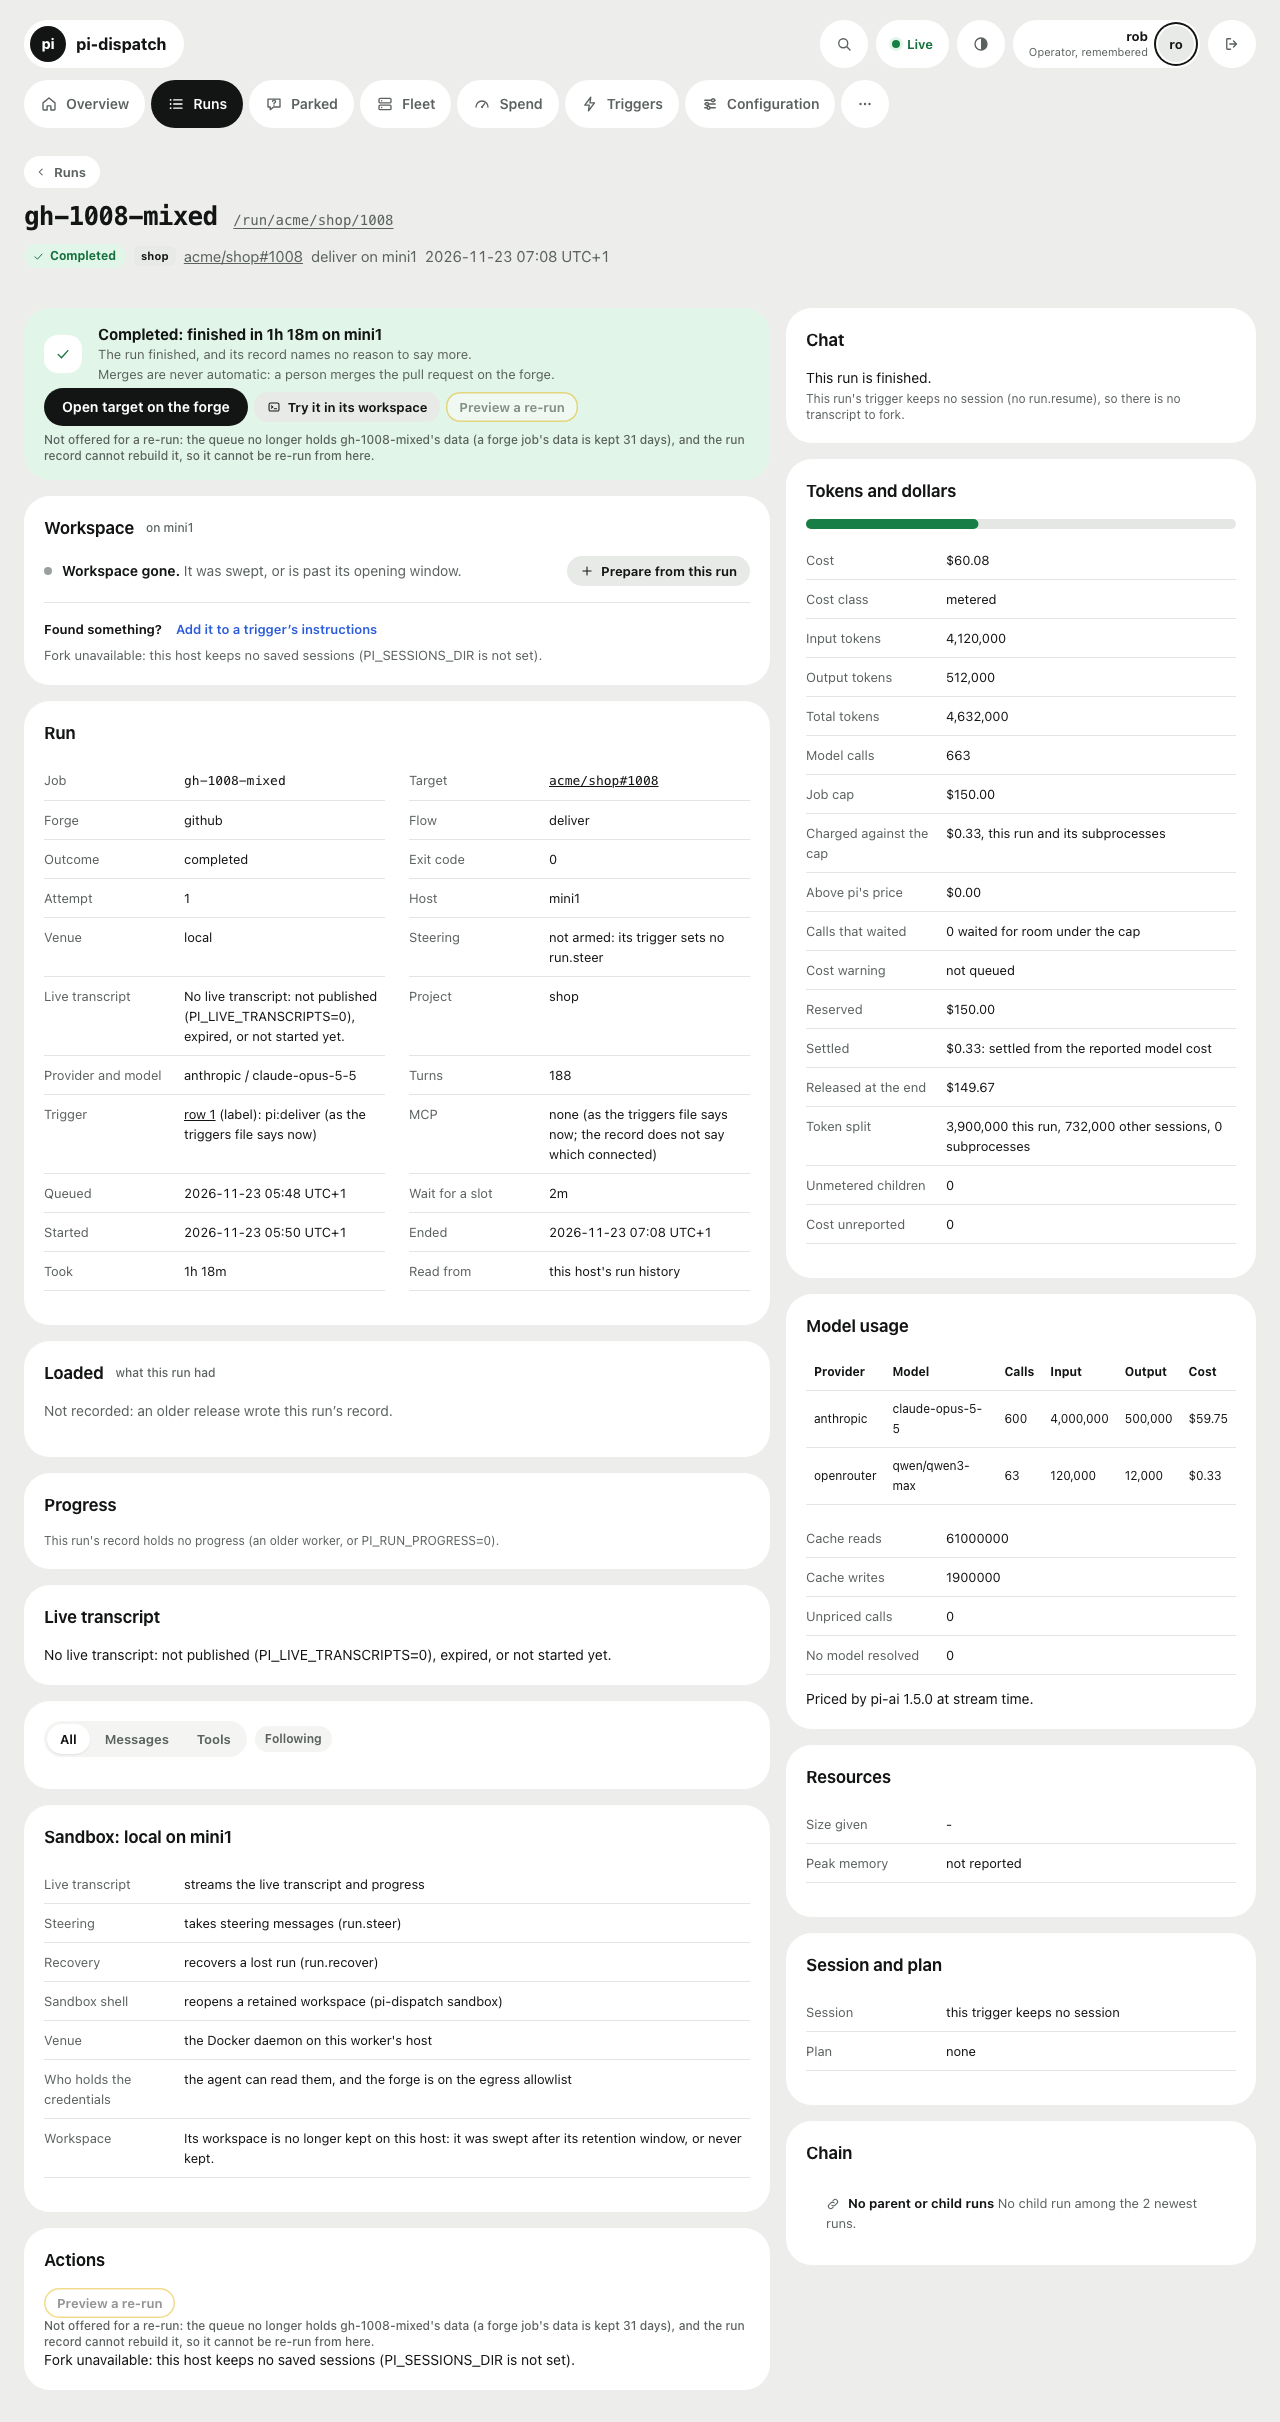 pi pi-dispatch
Live
rob
Operator, remembered
ro
Overview Runs Parked Fleet Spend Triggers Configuration ...
Runs
gh-1008-mixed /run/acme/shop/1008
Completed shop acme/shop#1008 deliver on mini1 2026-11-23 07:08 UTC+1
Completed: finished in 1h 18m on mini1
The run finished, and its record names no reason to say more.
Merges are never automatic: a person merges the pull request on the forge.
Open target on the forge Try it in its workspace Preview a re-run
Not offered for a re-run: the queue no longer holds gh-1008-mixed's data (a forge job's data is kept 31 days), and the run
record cannot rebuild it, so it cannot be re-run from here.
Workspace on mini1
Workspace gone. It was swept, or is past its opening window.
Prepare from this run
Found something? Add it to a trigger’s instructions
Fork unavailable: this host keeps no saved sessions (PI_SESSIONS_DIR is not set).
Run
Job gh-1008-mixed Target acme/shop#1008
Forge github Flow deliver
Outcome completed Exit code 0
Attempt 1 Host mini1
Venue local Steering not armed: its trigger sets no
run.steer
Live transcript No live transcript: not published Project shop
(PI_LIVE_TRANSCRIPTS=0),
expired, or not started yet.
Provider and model anthropic / claude-opus-5-5 Turns 188
Trigger row 1 (label): pi:deliver (as the MCP none (as the triggers file says
triggers file says now) now; the record does not say
which connected)
Queued 2026-11-23 05:48 UTC+1 Wait for a slot 2m
Started 2026-11-23 05:50 UTC+1 Ended 2026-11-23 07:08 UTC+1
Took 1h 18m Read from this host's run history
Loaded what this run had
Not recorded: an older release wrote this run’s record.
Progress
This run's record holds no progress (an older worker, or PI_RUN_PROGRESS=0).
Live transcript
No live transcript: not published (PI_LIVE_TRANSCRIPTS=0), expired, or not started yet.
All Messages Tools Following
Sandbox: local on mini1
Live transcript streams the live transcript and progress
Steering takes steering messages (run.steer)
Recovery recovers a lost run (run.recover)
Sandbox shell reopens a retained workspace (pi-dispatch sandbox)
Venue the Docker daemon on this worker's host
Who holds the the agent can read them, and the forge is on the egress allowlist
credentials
Workspace Its workspace is no longer kept on this host: it was swept after its retention window, or never
kept.
Actions
Preview a re-run
Not offered for a re-run: the queue no longer holds gh-1008-mixed's data (a forge job's data is kept 31 days), and the run
record cannot rebuild it, so it cannot be re-run from here.
Fork unavailable: this host keeps no saved sessions (PI_SESSIONS_DIR is not set).
Chat
This run is finished.
This run's trigger keeps no session (no run.resume), so there is no
transcript to fork.
Tokens and dollars
Cost $60.08
Cost class metered
Input tokens 4,120,000
Output tokens 512,000
Total tokens 4,632,000
Model calls 663
Job cap $150.00
Charged against the $0.33, this run and its subprocesses
cap
Above pi's price $0.00
Calls that waited 0 waited for room under the cap
Cost warning not queued
Reserved $150.00
Settled $0.33: settled from the reported model cost
Released at the end $149.67
Token split 3,900,000 this run, 732,000 other sessions, 0
subprocesses
Unmetered children 0
Cost unreported 0
Model usage
Provider Model Calls Input Output Cost
anthropic claude-opus-5- 600 4,000,000 500,000 $59.75
5
openrouter qwen/qwen3- 63 120,000 12,000 $0.33
max
Cache reads 61000000
Cache writes 1900000
Unpriced calls 0
No model resolved 0
Priced by pi-ai 1.5.0 at stream time.
Resources
Size given -
Peak memory not reported
Session and plan
Session this trigger keeps no session
Plan none
Chain
No parent or child runs No child run among the 2 newest
runs.